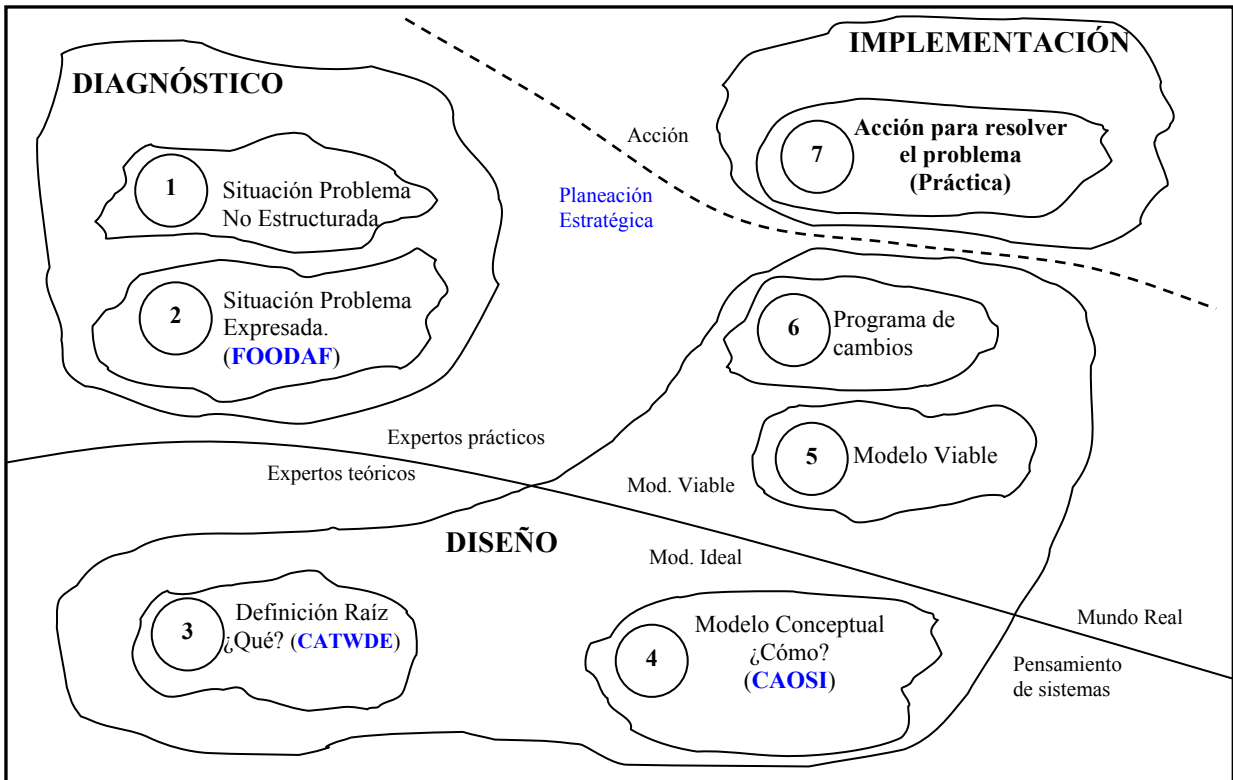 DIAGNÓSTICO
1
Situación Problema
No Estructurada
2
Situación Problema
Expresada.
(FOODAF)
Acción
Planeación
Estratégica
IMPLEMENTACIÓN
7
Acción para resolver
el problema
(Práctica)
6
Programa de
cambios
5
Modelo Viable
Expertos prácticos
Expertos teóricos
Mod. Viable
Mod. Ideal
DISEÑO
3
Definición Raíz
¿Qué? (CATWDE)
4
Modelo Conceptual
¿Cómo?
(CAOSI)
Mundo Real
Pensamiento
de sistemas